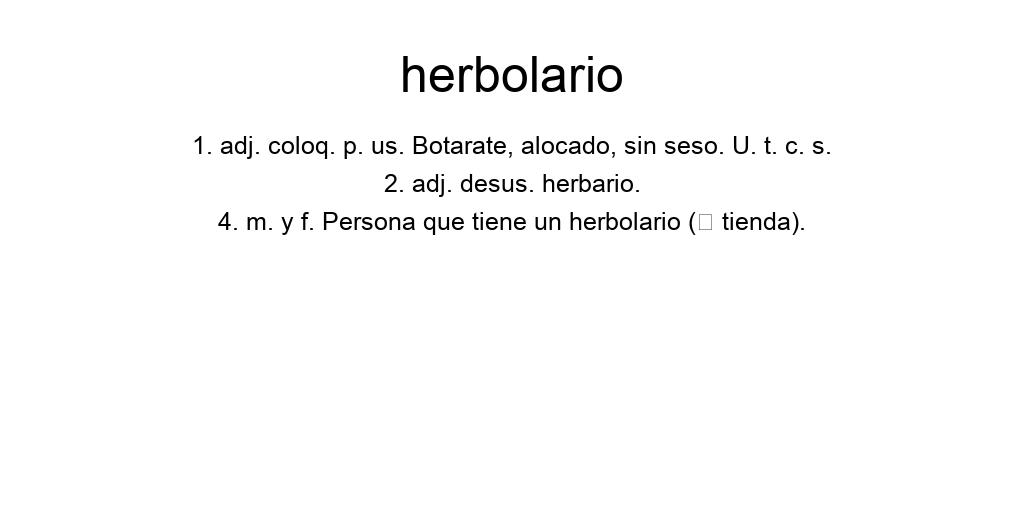 herbolario
1. adj. coloq. p. us. Botarate, alocado, sin seso. U. t. c. s.
2. adj. desus. herbario.
4. m. y f. Persona que tiene un herbolario (□ tienda).